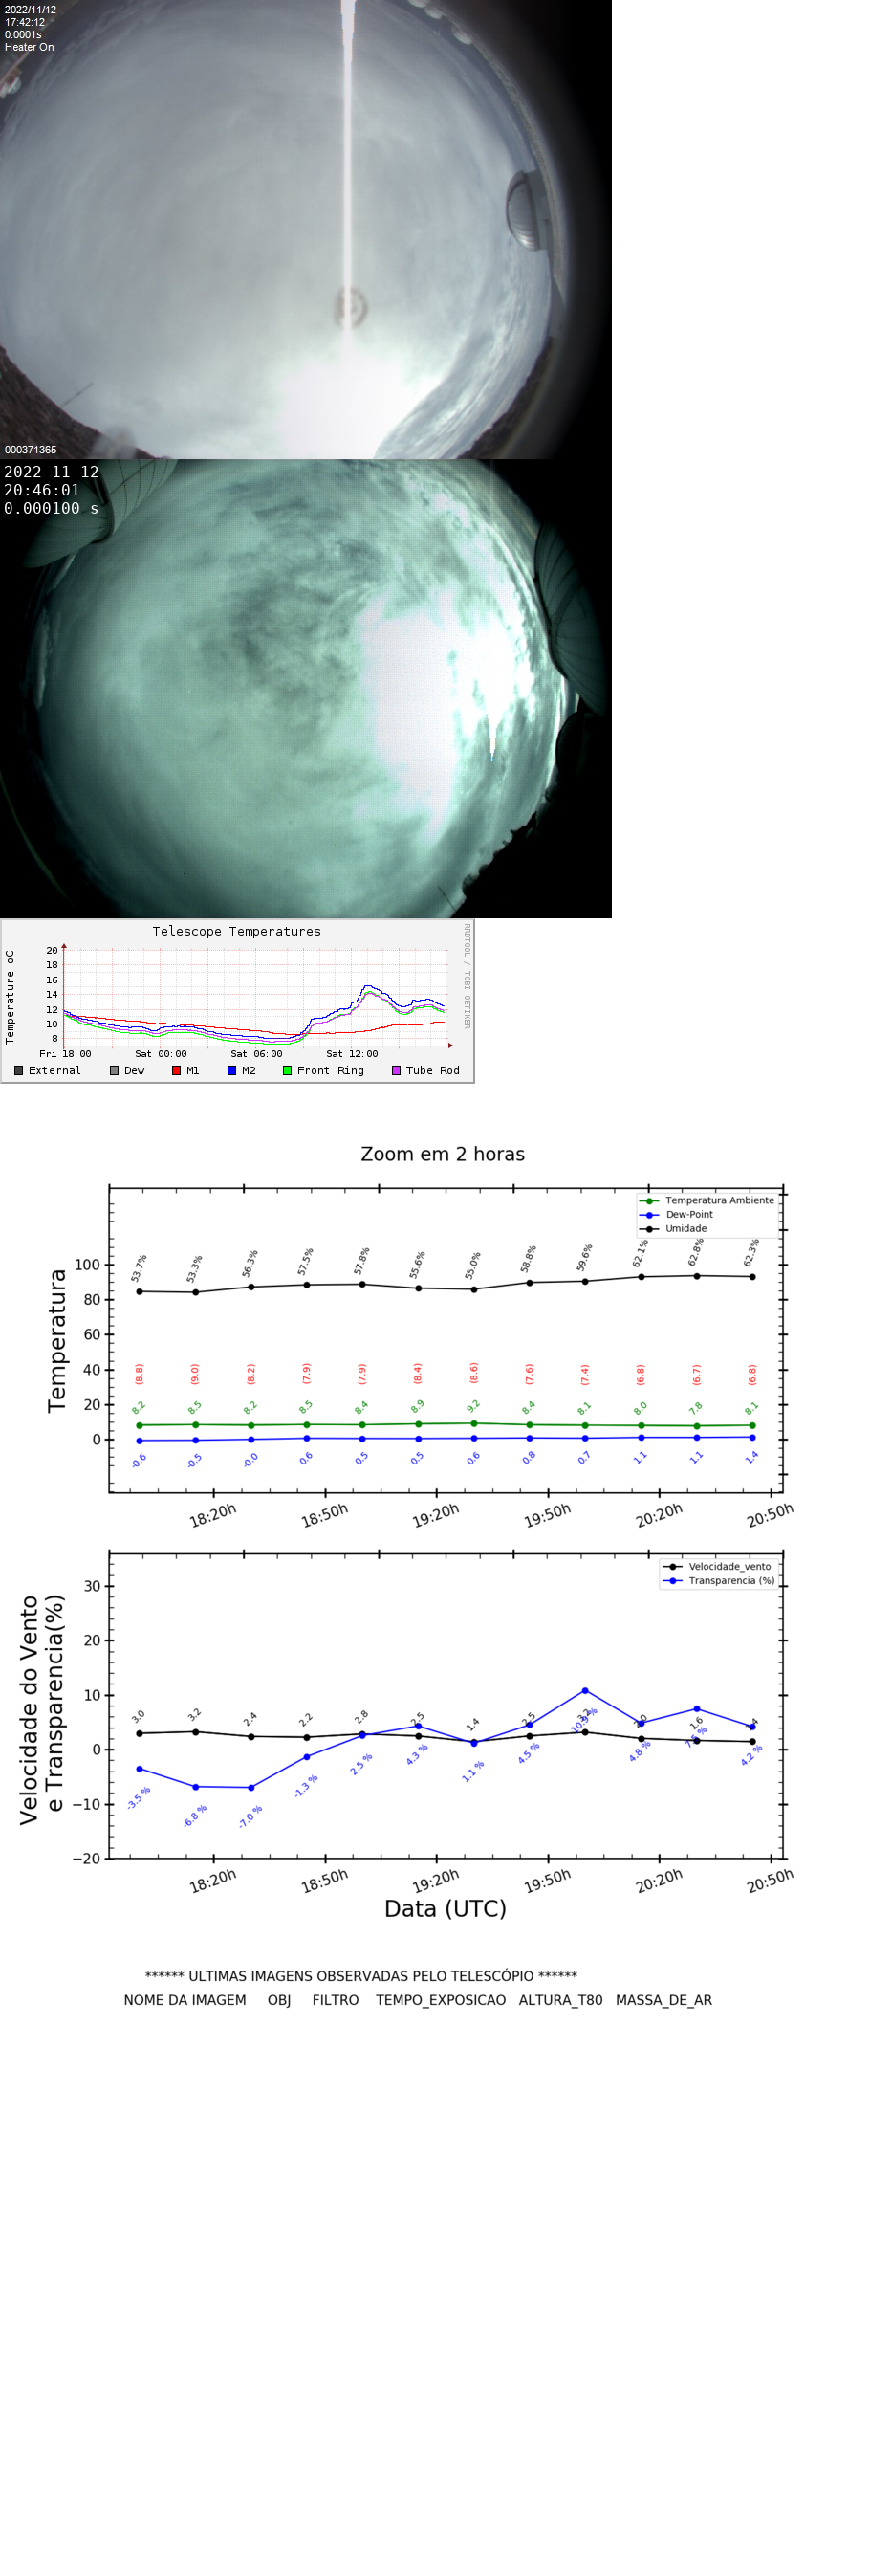 2022/11/12
17:42:12
0.0001s
Heater On
000371365
2022-11-12
20:46:01
0.000100 s
Telescope Temperatures
RRDTOOL / TOBI OETIKER
Temperature oC
20
18
16
14
12
10
8
Fri 18:00 Sat 00:00 Sat 06:00 Sat 12:00
External Dew M1 M2 Front Ring Tube Rod
Zoom em 2 horas
Temperatura Ambiente
Dew-Point
Umidade
Temperatura
100
80
60
40
20
0
53.7% 53.3% 56.3% 57.5% 57.8% 55.6% 55.0% 58.8% 59.6% 62.1% 62.8% 62.3%
(8.8) (9.0) (8.2) (7.9) (7.9) (8.4) (8.6) (7.6) (7.4) (6.8) (6.7) (6.8)
8.2 8.5 8.2 8.5 8.4 8.9 9.2 8.4 8.1 8.0 7.8 8.1
-0.6 -0.5 -0.0 0.6 0.5 0.5 0.6 0.8 0.7 1.1 1.1 1.4
18:20h 18:50h 19:20h 19:50h 20:20h 20:50h
Velocidade_vento
Transparencia (%)
Velocidade do Vento
e Transparencia(%)
30
20
10
0
−10
−20
3.0 3.2 2.4 2.2 2.8 2.5 1.4 2.5 1.6
-3.5 % -6.8 % -7.0 % -1.3 % 2.5 % 4.3 % 1.1 % 4.5 % 10.9 % 4.8 % 4.2 %
18:20h 18:50h 19:20h 19:50h 20:20h 20:50h
Data (UTC)
****** ULTIMAS IMAGENS OBSERVADAS PELO TELESCÓPIO ******
NOME DA IMAGEM OBJ FILTRO TEMPO_EXPOSICAO ALTURA_T80 MASSA_DE_AR